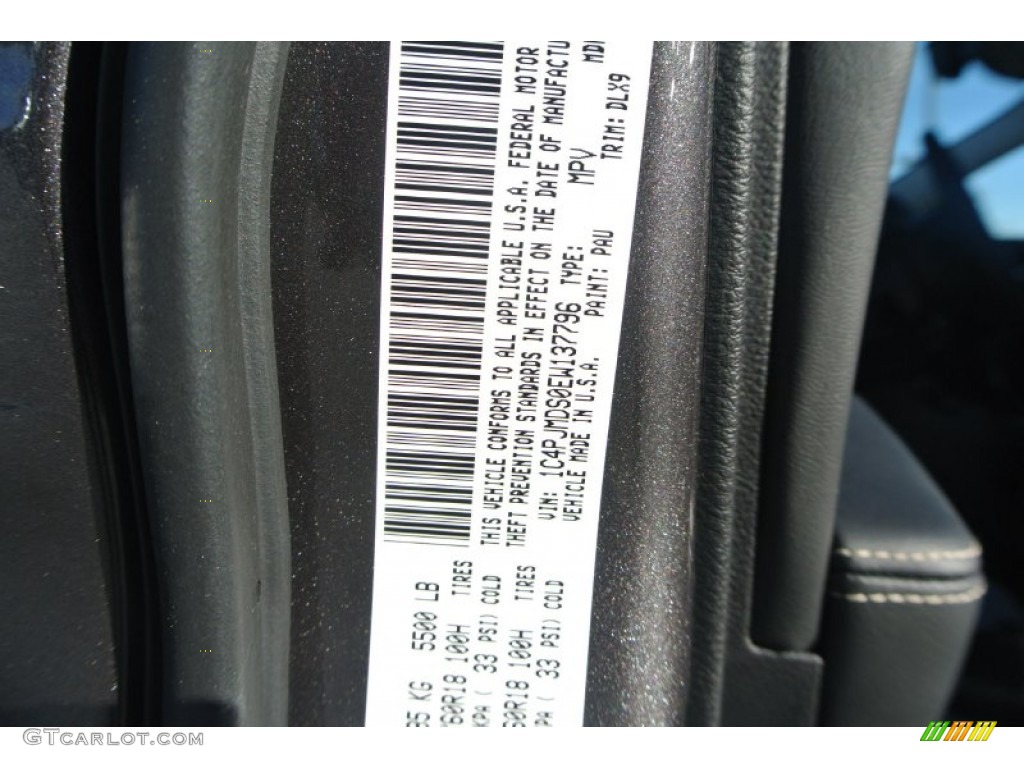 5500 LB
TIRES
R18 100H
33 PSI) COLD
TIRES
R18 100H
33 PSI) COLD
THIS VEHICLE CONFORMS TO ALL APPLICABLE U.S.A. FEDERAL MOTOR
THEFT PREVENTION STANDARDS IN EFFECT ON THE DATE OF MANUFACTU
VIN: 1C4PJMDS0EW137796 TYPE: MPV
VEHICLE MADE IN U.S.A. PAINT: PAU TRIM: DLX9
GTCARLOT.COM